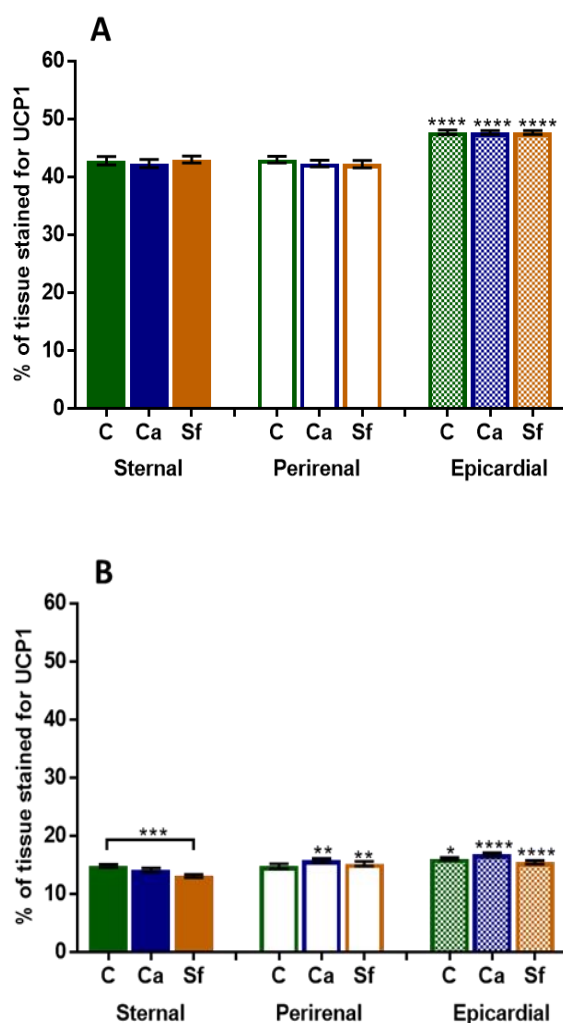 A
% of tissue stained for UCP1
60
50
40
30
20
10
0
**** **** ****
C Ca Sf C Ca Sf C Ca Sf
Sternal Perirenal Epicardial
B
% of tissue stained for UCP1
60
50
40
30
20
10
0
*** ** ** * **** ****
C Ca Sf C Ca Sf C Ca Sf
Sternal Perirenal Epicardial